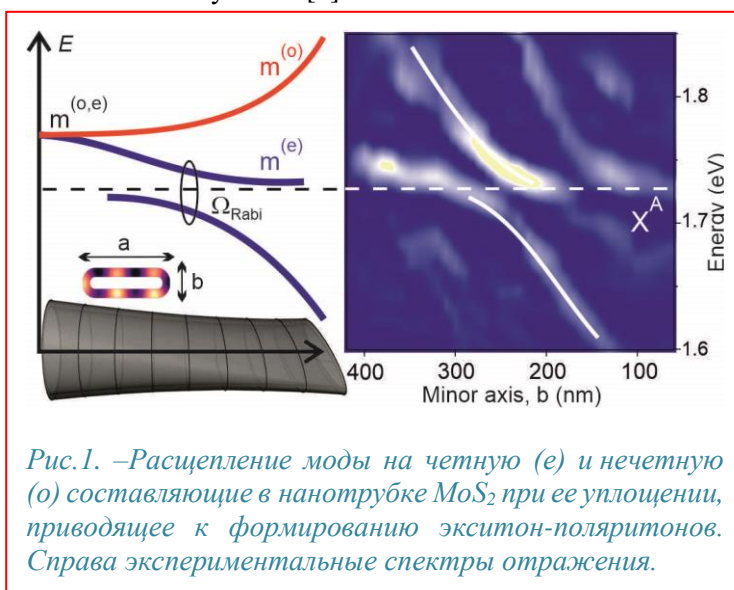 E
m(o)
m(o,e)
m(e)
ΩRabi
a
b
XA
1.8
1.7
1.6
Energy (eV)
400 300 200 100
Minor axis, b (nm)
Рис.1. –Расщепление моды на четную (е) и нечетную
(о) составляющие в нанотрубке MoS2 при ее уплощении,
приводящее к формированию экситон-поляритонов.
Справа экспериментальные спектры отражения.